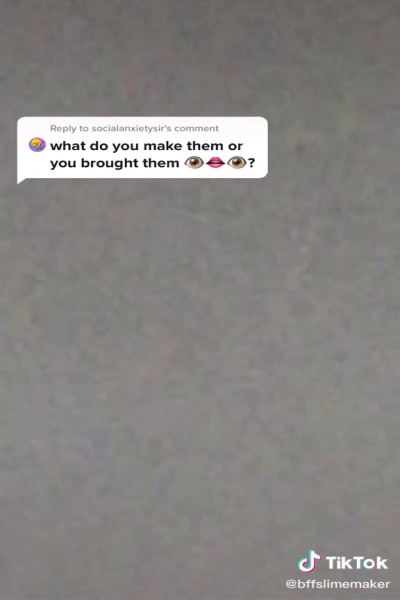 Reply to socialanxietysir's comment
what do you make them or
you brought them 👁️👄👁️?
TikTok
@bffslimemaker